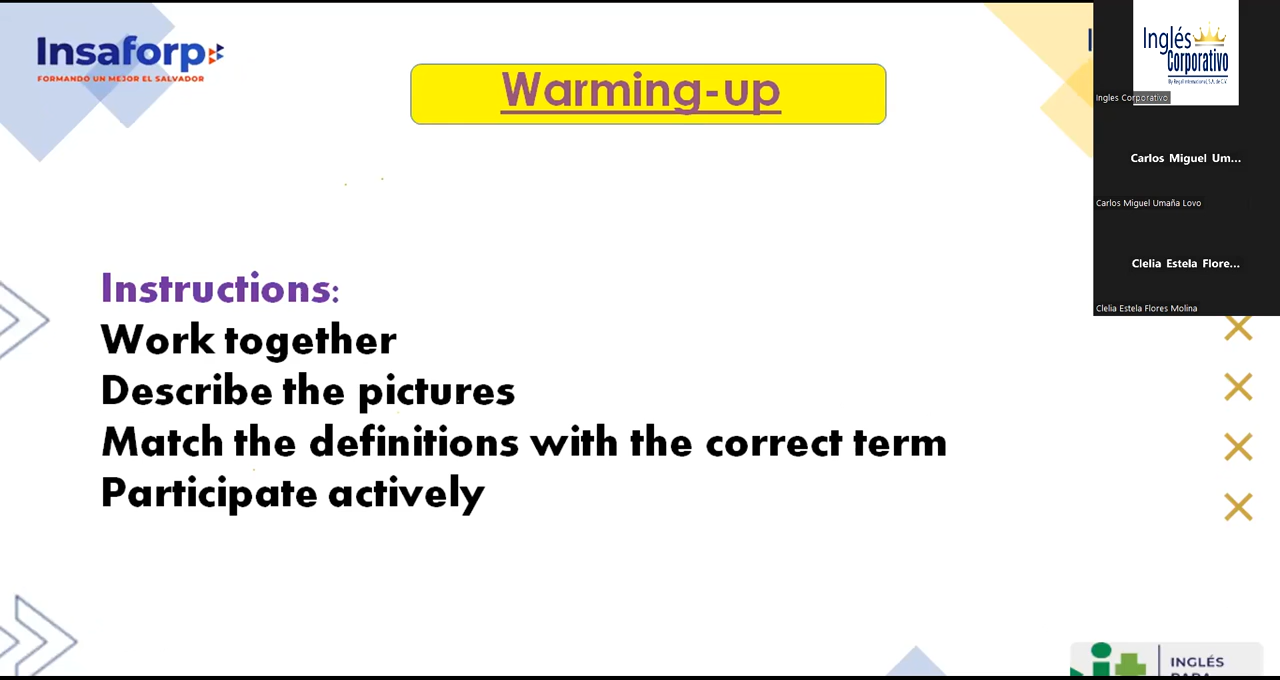 Insaforp
FORMANDO UN MEJOR EL SALVADOR
Warming-up
Inglés
Corporativo
Ingles Corporativo
Carlos Miguel Um...
Carlos Miguel Umaña Lovo
Clelia Estela Flore...
Clelia Estela Flores Molina
Instructions:
Work together
Describe the pictures
Match the definitions with the correct term
Participate actively
INGLÉS